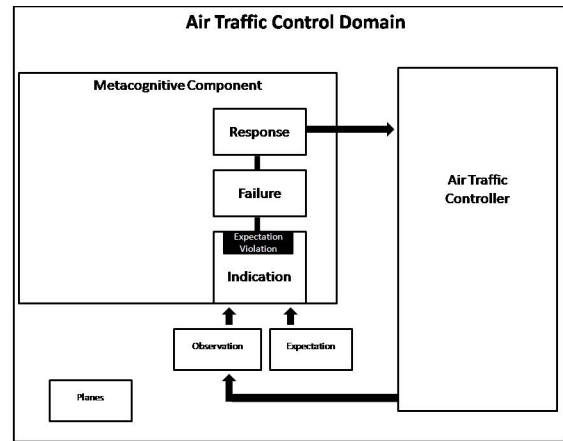 Air Traffic Control Domain
Metacognitive Component
Response
Failure
Expectation
Violation
Indication
Observation
Expectation
Planes
Air Traffic
Controller